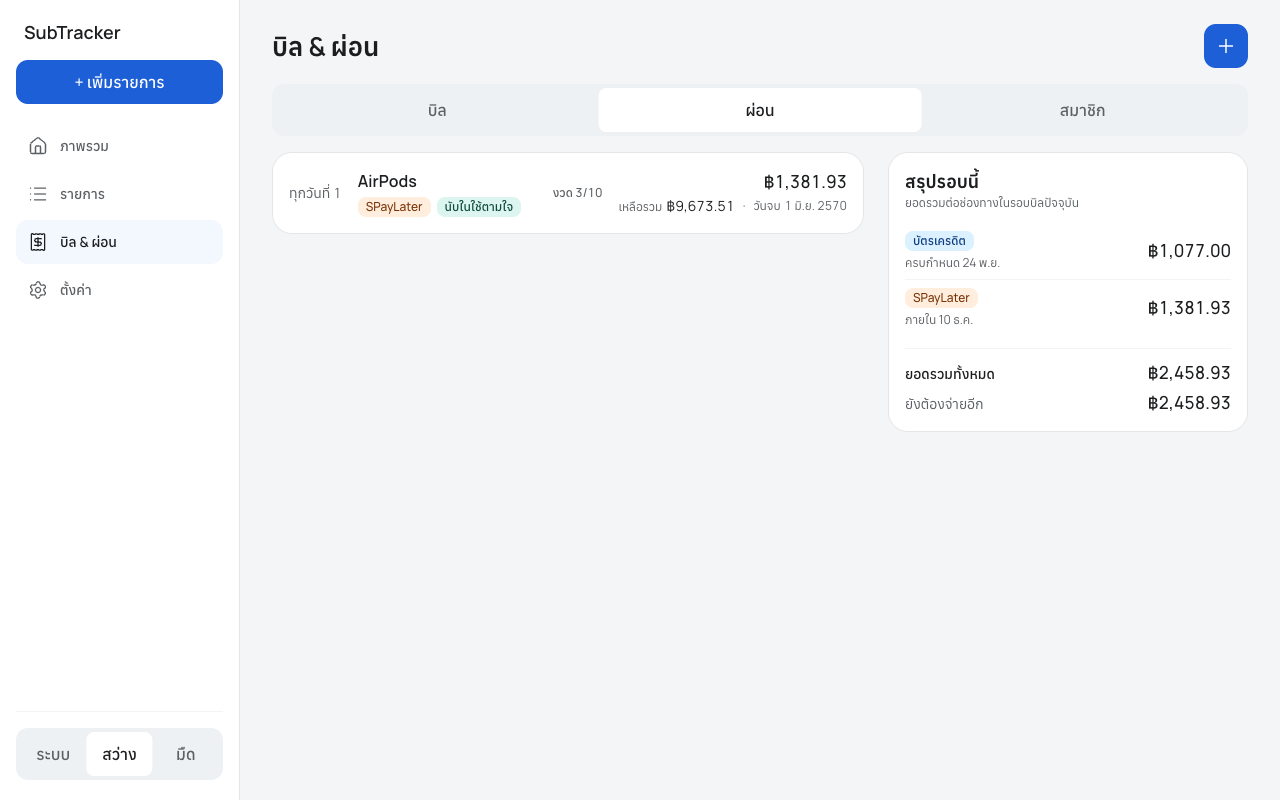 SubTracker
+ เพิ่มรายการ
ภาพรวม
รายการ
บิล & ผ่อน
ตั้งค่า
ระบบ
สว่าง
มืด
บิล & ผ่อน
บิล
ผ่อน
สมาชิก
ทุกวันที่ 1
AirPods
SPayLater
นับในใช้ตามใจ
งวด 3/10
฿1,381.93
เหลือรวม ฿9,673.51 · วันจบ 1 มิ.ย. 2570
สรุปรอบนี้
ยอดรวมต่อช่องทางในรอบบิลปัจจุบัน
บัตรเครดิต
ครบกำหนด 24 พ.ย.
฿1,077.00
SPayLater
ภายใน 10 ธ.ค.
฿1,381.93
ยอดรวมทั้งหมด ฿2,458.93
ยังต้องจ่ายอีก ฿2,458.93